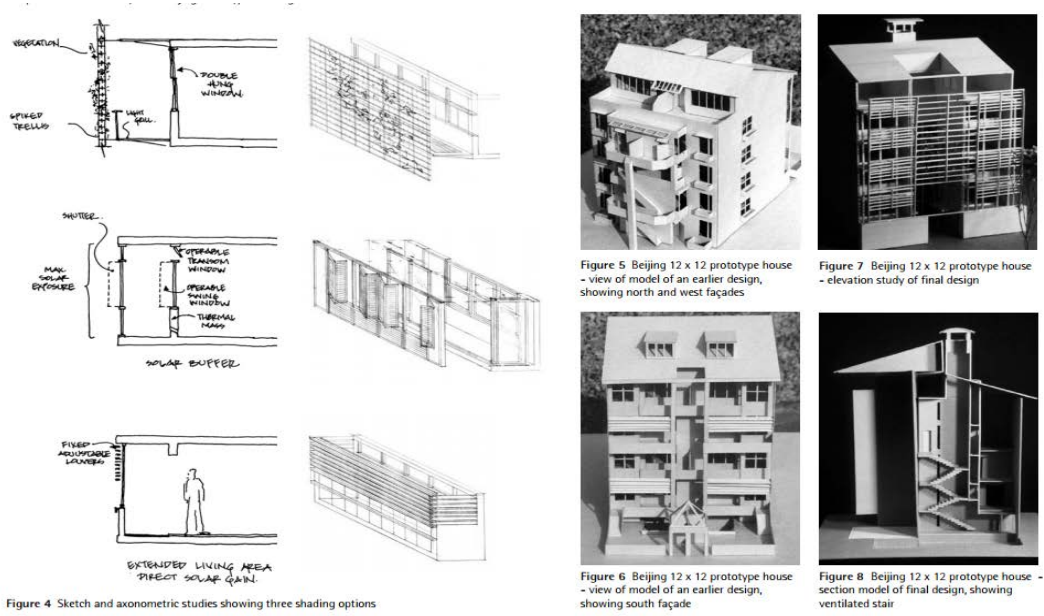 VEGETATION
DOUBLE
HUNG
WINDOW
LIGHT
SPIKED
TRELLIS
SHUTTER
OPERABLE
TRANSOM
WINDOW
MAX
SOLAR
EXPOSURE
OPERABLE
SWING
WINDOW
THERMAL
MASS
SOLAR BUFFER
FIXED
ADJUSTABLE
LOUVERS
EXTENDED LIVING AREA
DIRECT SOLAR GAIN.
Figure 4 Sketch and axonometric studies showing three shading options
Figure 5 Beijing 12 x 12 prototype house
– view of model of an earlier design,
showing north and west façades
Figure 7 Beijing 12 x 12 prototype house
– elevation study of final design
Figure 6 Beijing 12 x 12 prototype house
– view of model of an earlier design,
showing south façade
Figure 8 Beijing 12 x 12 prototype house –
section model of final design, showing
ventilated stair